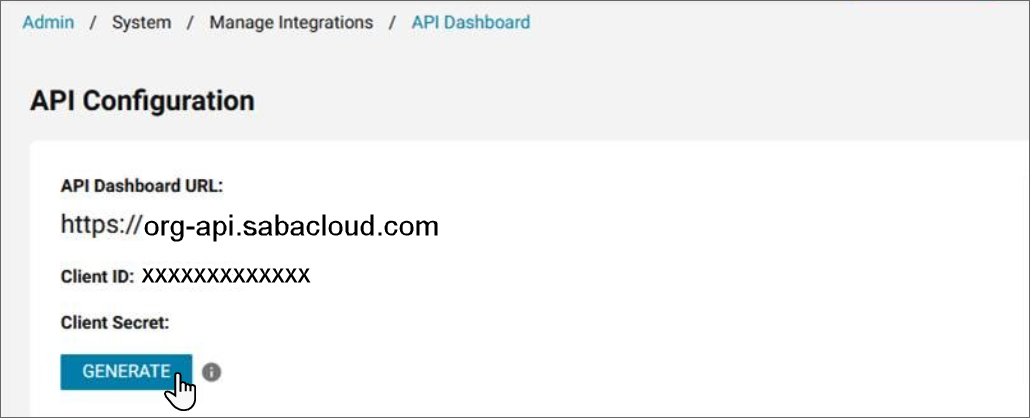 Admin / System / Manage Integrations / API Dashboard
API Configuration
API Dashboard URL:
https://org-api.sabacloud.com
Client ID: XXXXXXXXXXXXX
Client Secret:
GENERATE